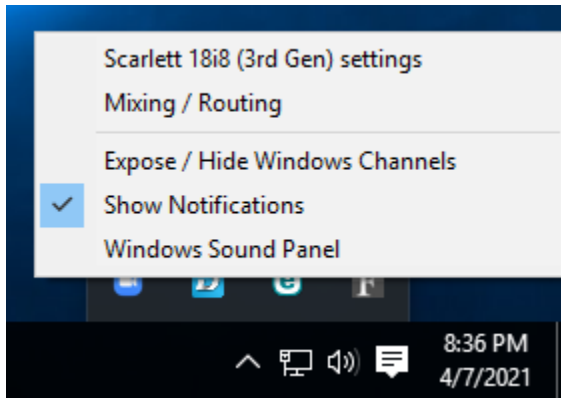 Scarlett 18i8 (3rd Gen) settings
Mixing / Routing
Expose / Hide Windows Channels
Show Notifications
Windows Sound Panel
8:36 PM
4/7/2021